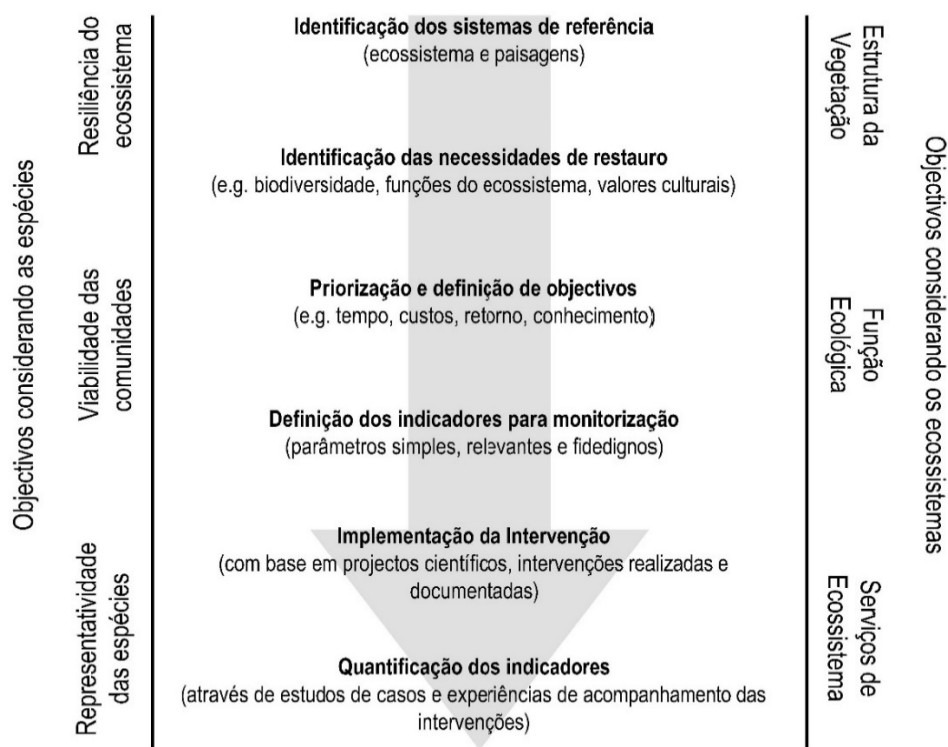 Objectivos considerando as espécies
Resiliência do
ecossistema
Viabilidade das
comunidades
Representatividade
das espécies
Identificação dos sistemas de referência
(ecossistema e paisagens)
Identificação das necessidades de restauro
(e.g. biodiversidade, funções do ecossistema, valores culturais)
Priorização e definição de objectivos
(e.g. tempo, custos, retorno, conhecimento)
Definição dos indicadores para monitorização
(parâmetros simples, relevantes e fidedignos)
Implementação da Intervenção
(com base em projectos científicos, intervenções realizadas e
documentadas)
Quantificação dos indicadores
(através de estudos de casos e experiências de acompanhamento das
intervenções)
Estrutura da
Vegetação
Função
Ecológica
Serviços de
Ecossistema
Objectivos considerando os ecossistemas